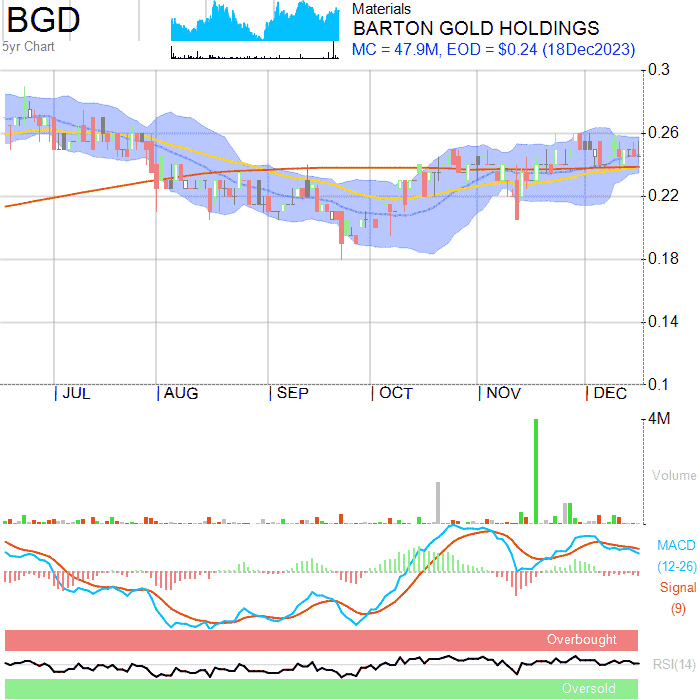 BGD
5yr Chart
Materials
BARTON GOLD HOLDINGS
MC = 47.9M, EOD = $0.24 (18Dec2023)
0.3
0.26
0.22
0.18
0.14
0.1
JUL AUG SEP OCT NOV DEC
4M
Volume
MACD
(12-26)
Signal
(9)
Overbought
RSI(14)
Oversold